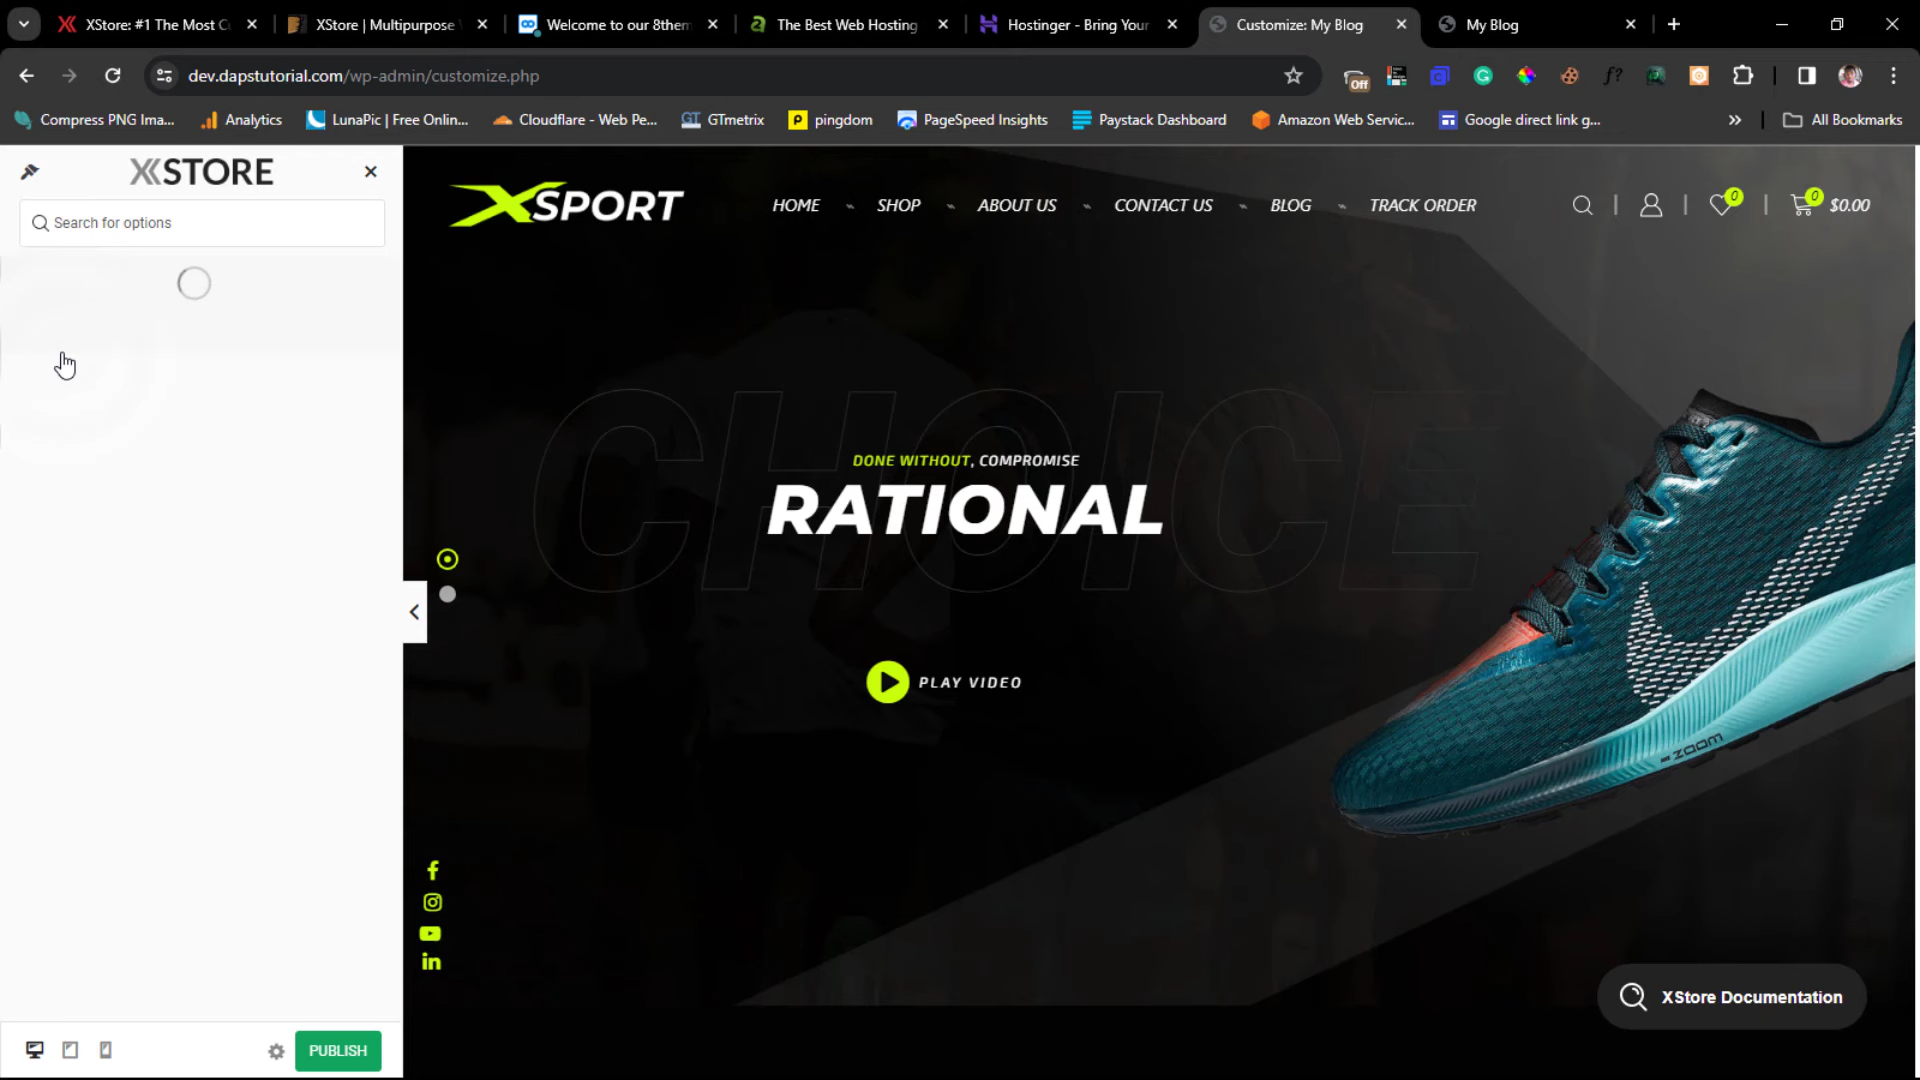 XStore: #1 The Most C
XStore | Multipurpose
Welcome to our 8them
The Best Web Hosting
Hostinger - Bring Your
Customize: My Blog
My Blog
dev.dapstutorial.com/wp-admin/customize.php
Off
Compress PNG Ima...
Analytics
LunaPic | Free Onlin...
Cloudflare - Web Pe...
GT
GTmetrix
pingdom
PageSpeed Insights
Paystack Dashboard
Amazon Web Servic...
Google direct link g...
All Bookmarks
XSTORE
Search for options
XSPORT
HOME
SHOP
ABOUT US
CONTACT US
BLOG
TRACK ORDER
0
0
$0.00
CHOICE
DONE WITHOUT, COMPROMISE
RATIONAL
PLAY VIDEO
ZOOM
XStore Documentation
PUBLISH